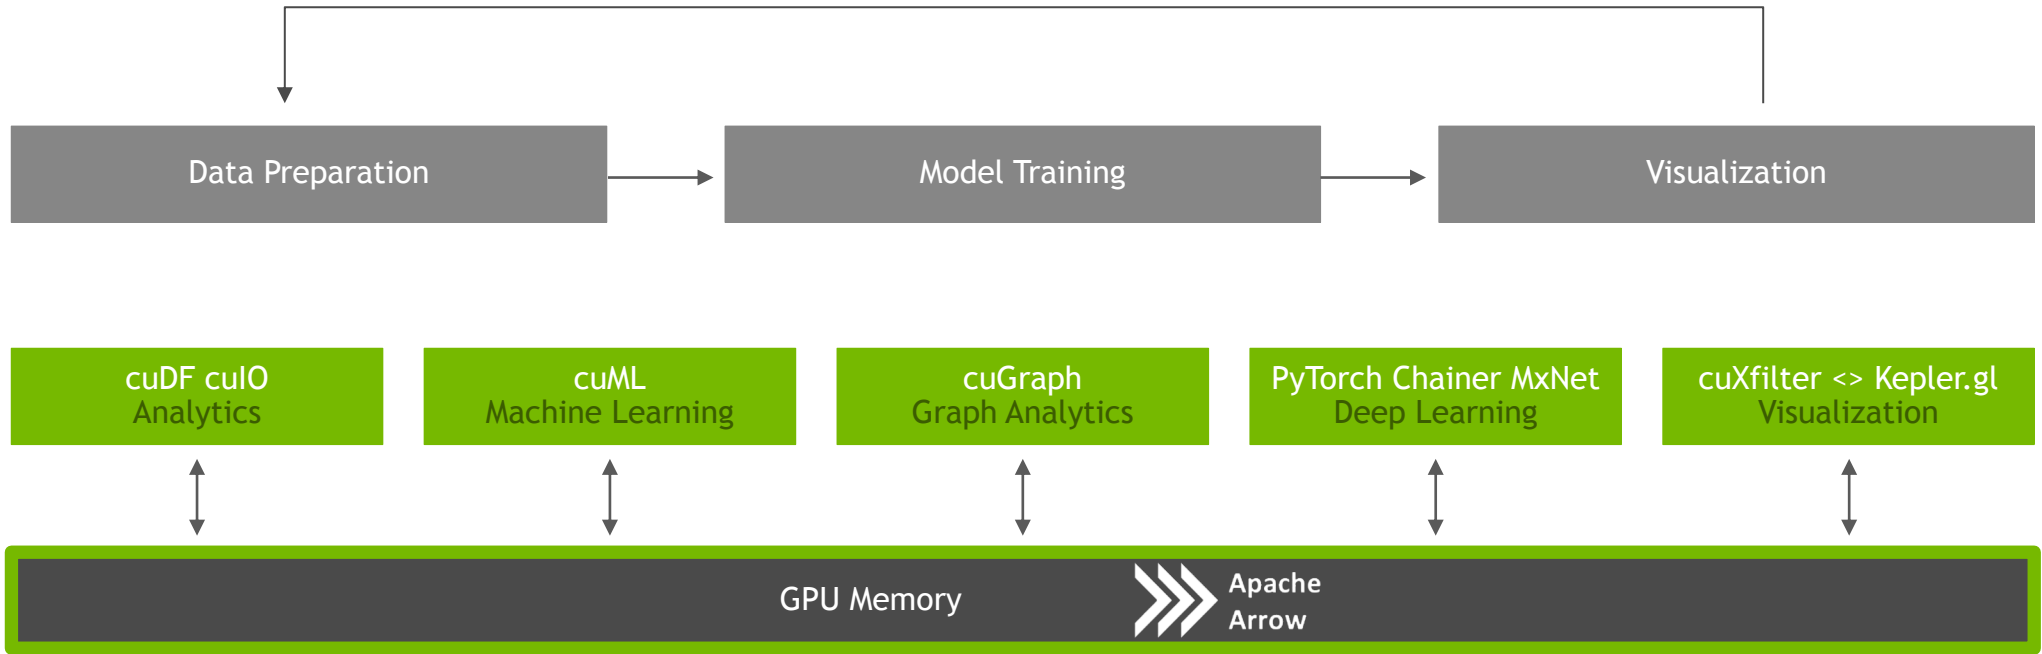 Data Preparation
Model Training
Visualization
cuDF cuIO
Analytics
cuML
Machine Learning
cuGraph
Graph Analytics
PyTorch Chainer MxNet
Deep Learning
cuXfilter <> Kepler.gl
Visualization
GPU Memory
Apache
Arrow